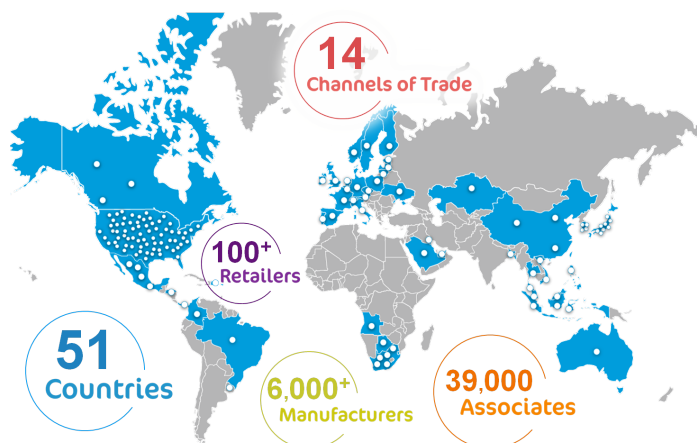 14
Channels of Trade
100+
Retailers
51
Countries
6,000+
Manufacturers
39,000
Associates